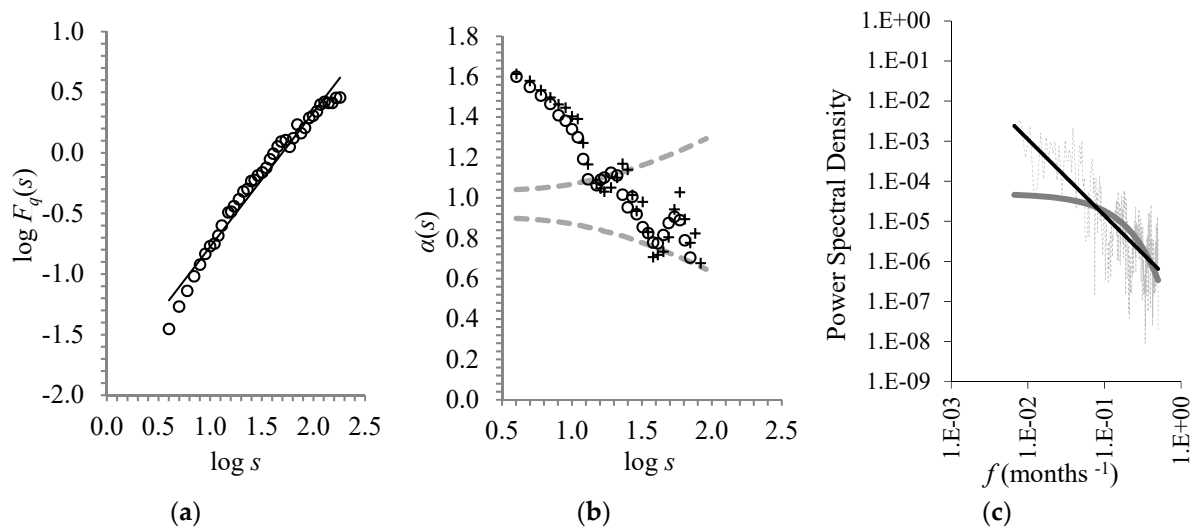 1.0
0.5
0.0
-0.5
-1.0
-1.5
-2.0
log Fq(s)
0.0 0.5 1.0 1.5 2.0 2.5
log s
(a)
1.8
1.6
1.4
1.2
1.0
0.8
0.6
0.4
0.2
0.0
α(s)
0.5 1.0 1.5 2.0 2.5
log s
(b)
1.E+00
1.E-01
1.E-02
1.E-03
1.E-04
1.E-05
1.E-06
1.E-07
1.E-08
1.E-09
Power Spectral Density
1.E-03
1.E-02
1.E-01
1.E+00
f (months -1)
(c)